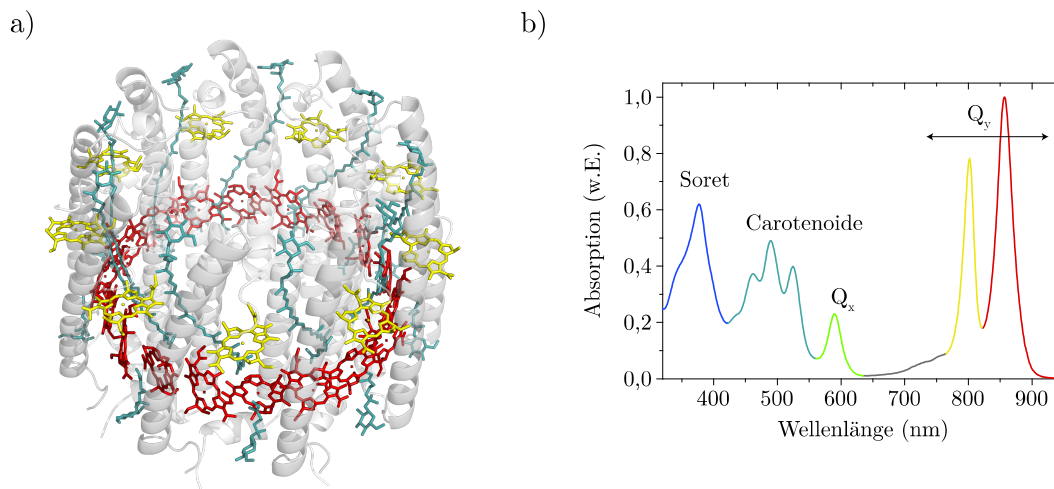 a)
b)
Absorption (w.E.)
1,0
0,8
0,6
0,4
0,2
0,0
Soret
Carotenoide
Qx
Qy
400
500
600
700
800
900
Wellenlänge (nm)